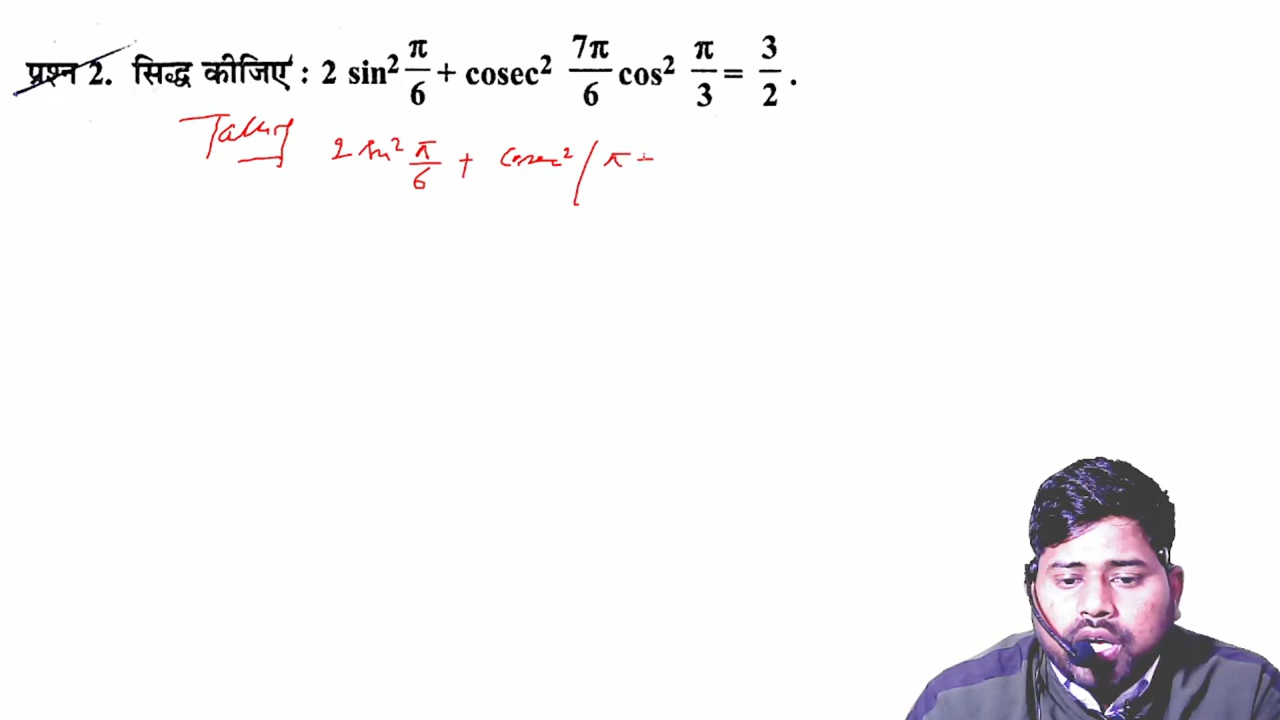 प्रश्न 2. सिद्ध कीजिए : 2 sin² π/6 + cosec² 7π/6 cos² π/3 = 3/2 .
Taking 2 sin² π/6 + cosec² ( π +